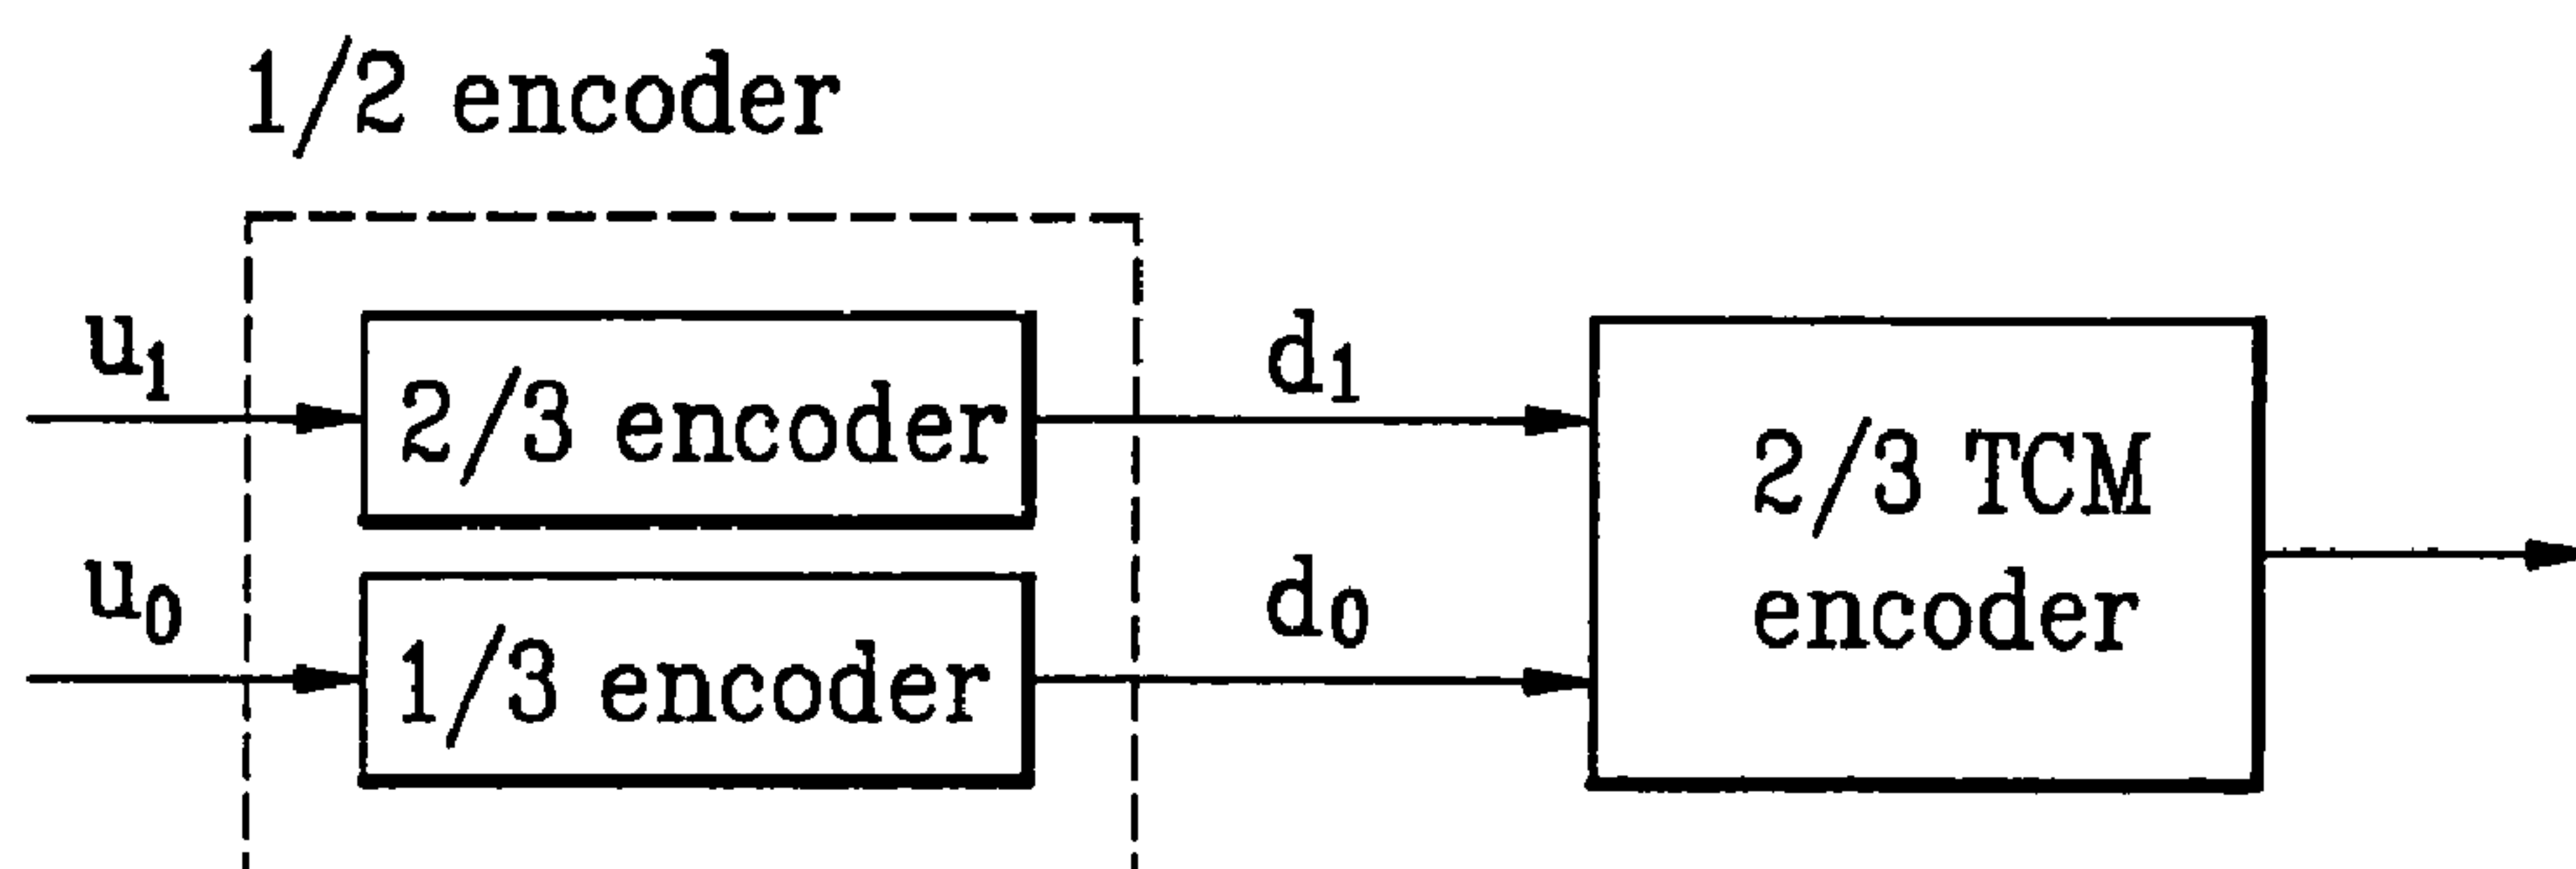 1/2 encoder
u₁
2/3 encoder
d₁
u₀
1/3 encoder
d₀
2/3 TCM
encoder